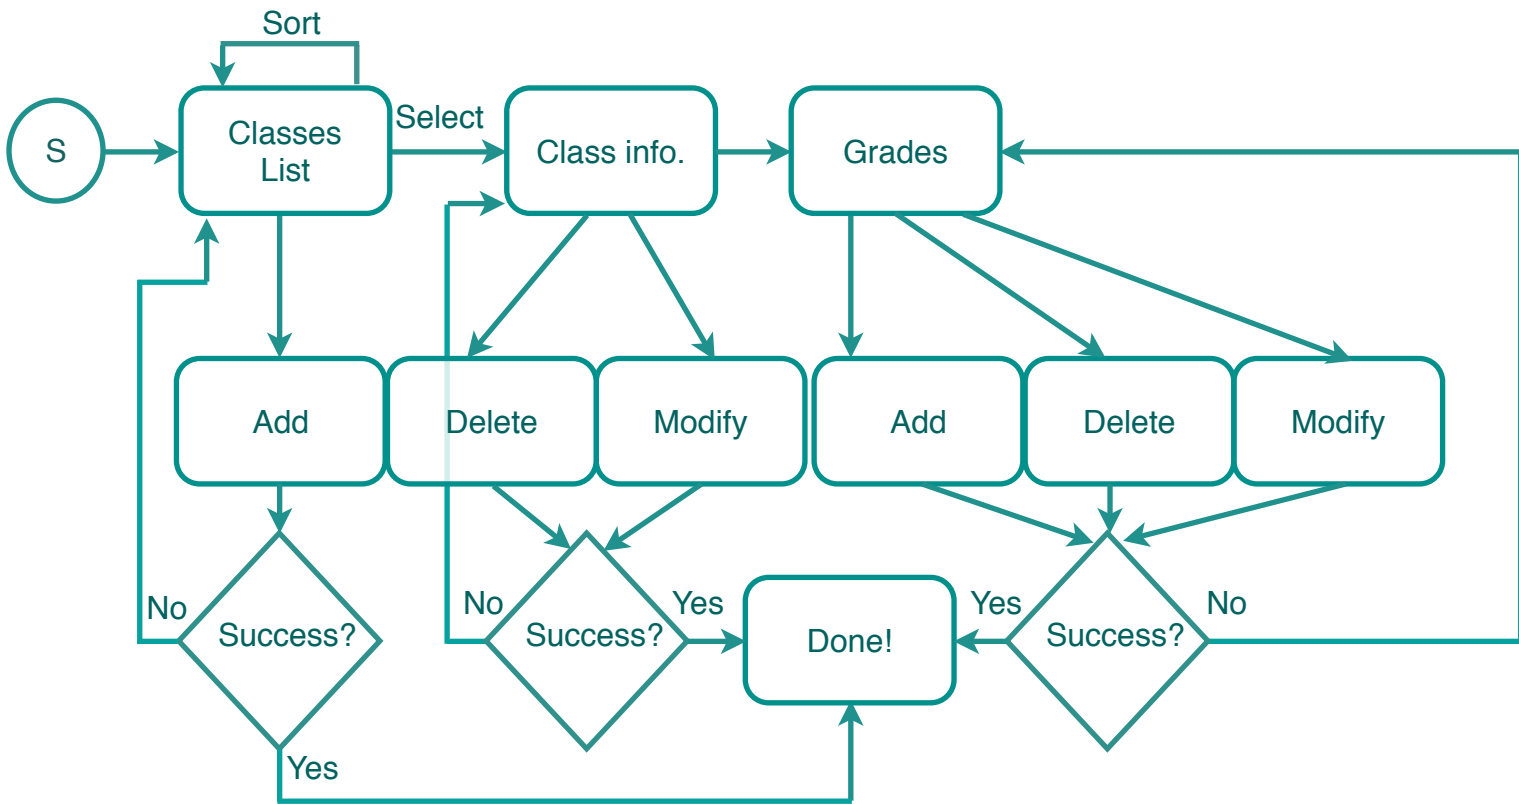 Sort
S
Classes
List
Select
Class info.
Grades
Add
Delete
Modify
Add
Delete
Modify
No
Success?
No
Success?
Yes
Done!
Yes
Success?
No
Yes